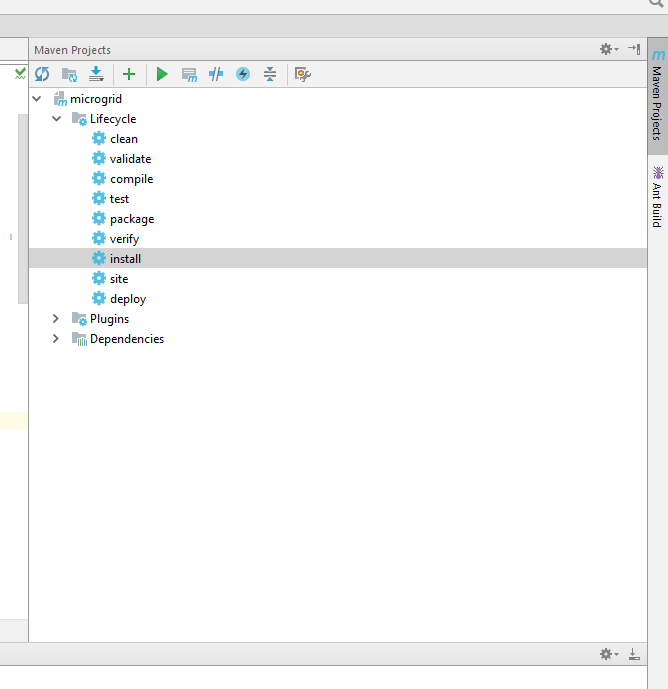 Maven Projects
microgrid
Lifecycle
clean
validate
compile
test
package
verify
install
site
deploy
Plugins
Dependencies
Maven Projects
Ant Build